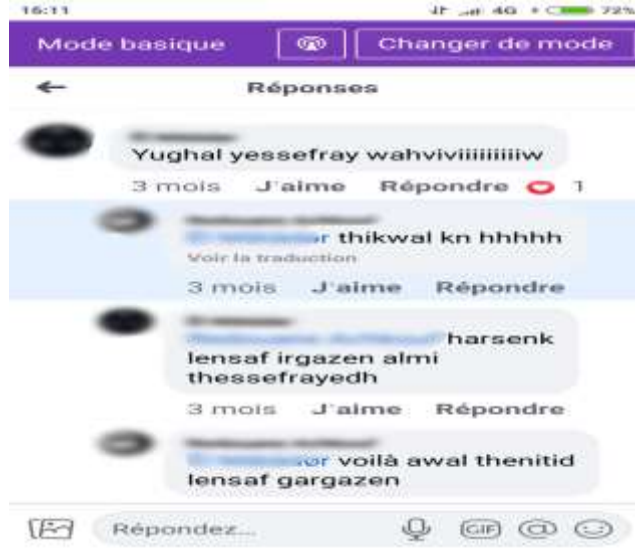 16:11
4G 72%
Mode basique
Changer de mode
Réponses
Yughal yessefray wahviviiiiiiiiiw
3 mois J'aime Répondre 1
thikwal kn hhhhh
Voir la traduction
3 mois J'aime Répondre
harsenk
lensaf irgazen almi
thessefrayedh
3 mois J'aime Répondre
voilà awal thenitid
lensaf gargazen
Répondez...
GIF